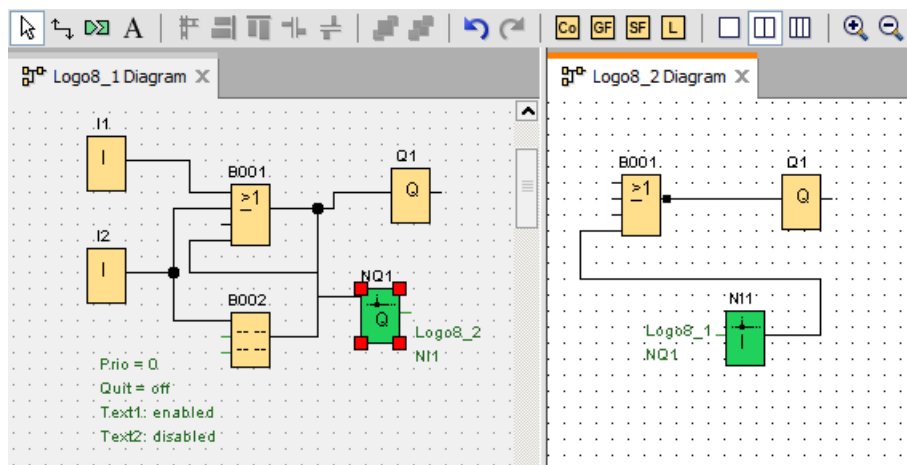 A
Co GF SF L
Logo8_1 Diagram
Logo8_2 Diagram
I1
I
B001
>1
Q1
Q
I2
I
B002
NQ1
Q
Logo8_2
NI1
Prio = 0
Quit = off
Text1: enabled
Text2: disabled
B001
>1
Q1
Q
NI1
I
Logo8_1
NQ1